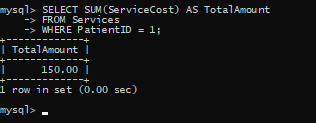 mysql> SELECT SUM(ServiceCost) AS TotalAmount
    -> FROM Services
    -> WHERE PatientID = 1;
+-------------+
| TotalAmount |
+-------------+
|      150.00 |
+-------------+
1 row in set (0.00 sec)
mysql> _